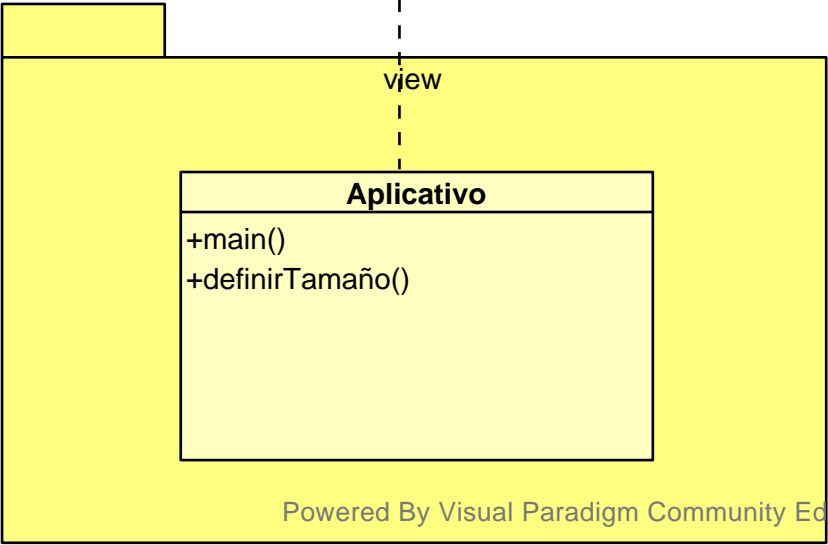 view
Aplicativo
+main()
+definirTamaño()
Powered By Visual Paradigm Community Ed